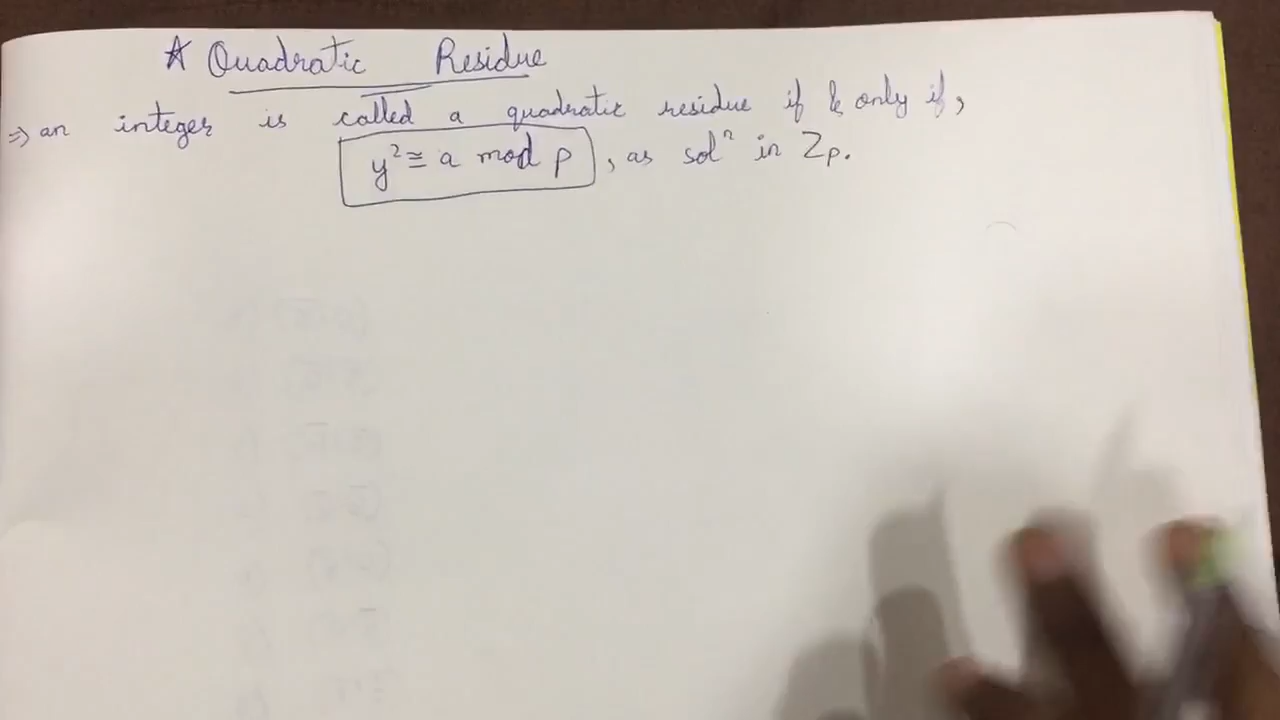 ☆ Quadratic Residue
⇒ an integer is called a quadratic residue if & only if,
y² ≅ a mod p , as solⁿ in Zp.